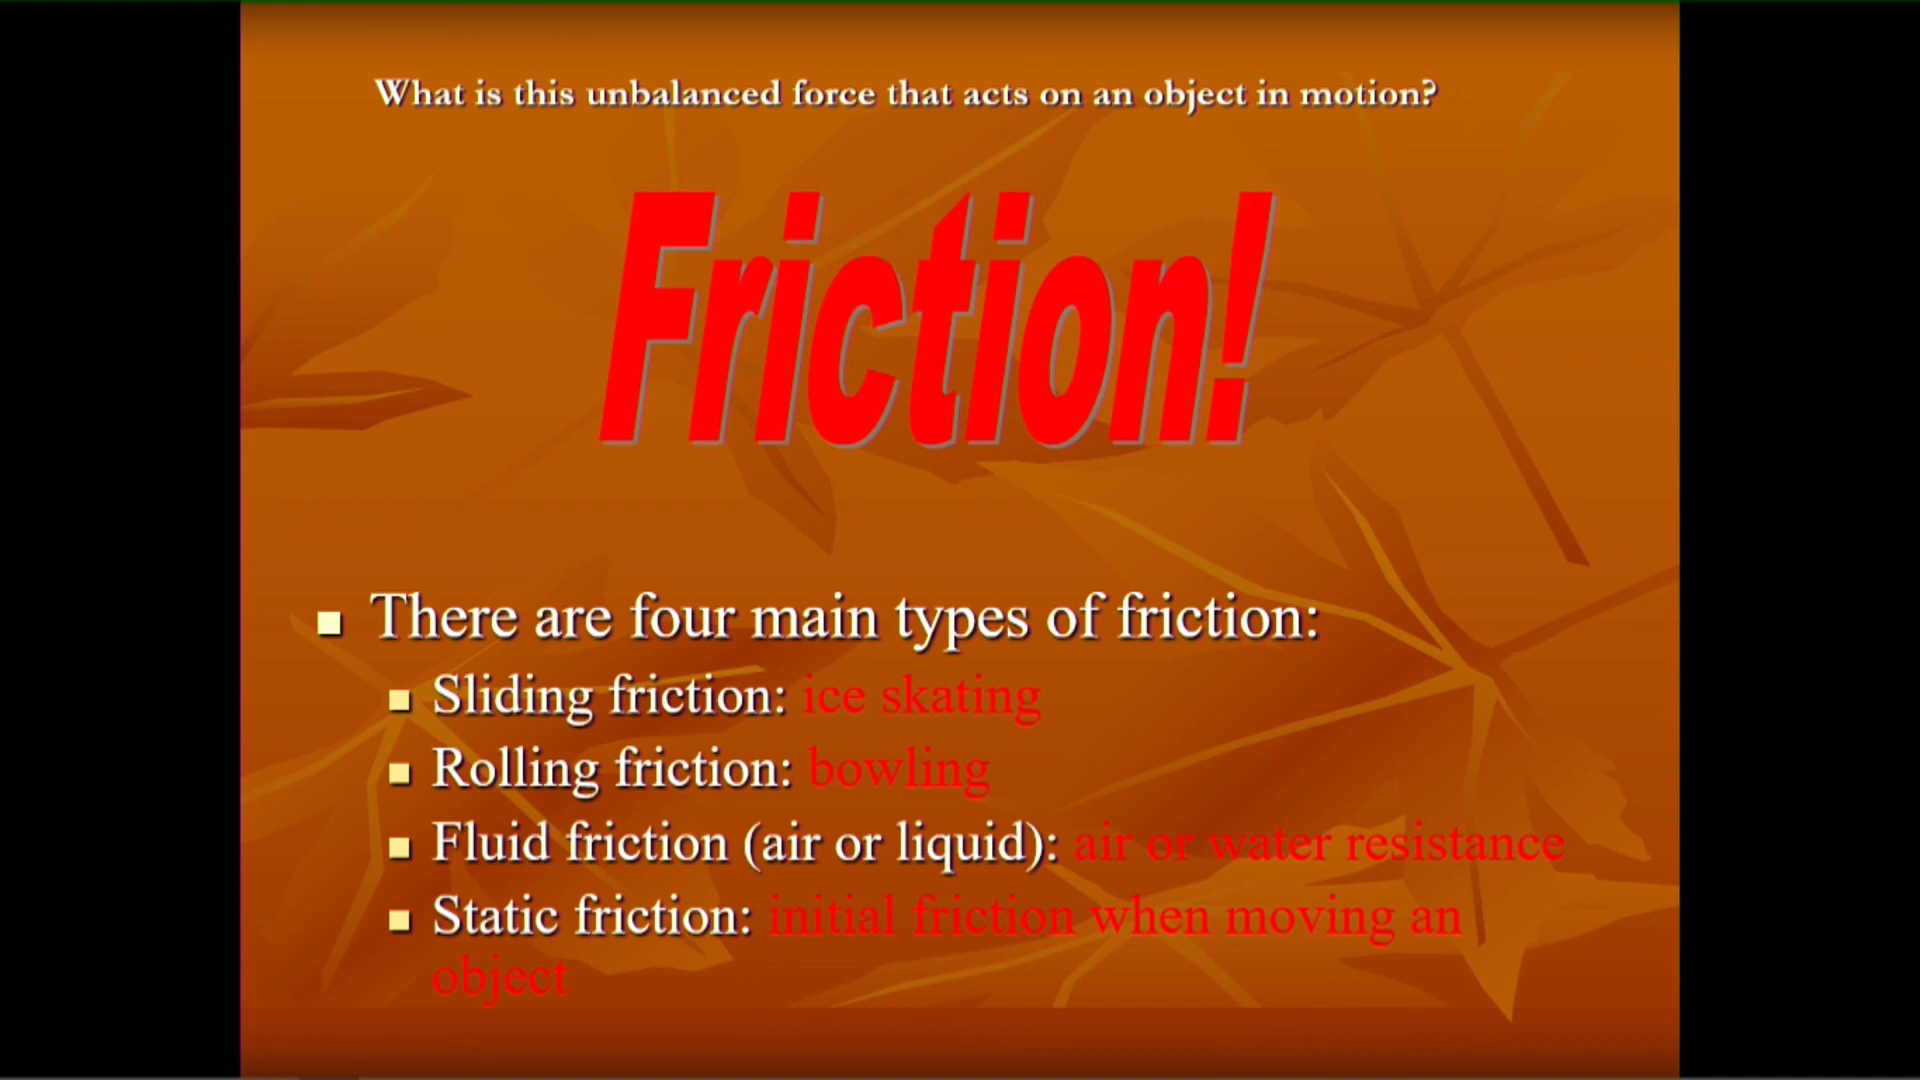 What is this unbalanced force that acts on an object in motion?
Friction!
There are four main types of friction:
Sliding friction: ice skating
Rolling friction: bowling
Fluid friction (air or liquid): air or water resistance
Static friction: initial friction when moving an
object